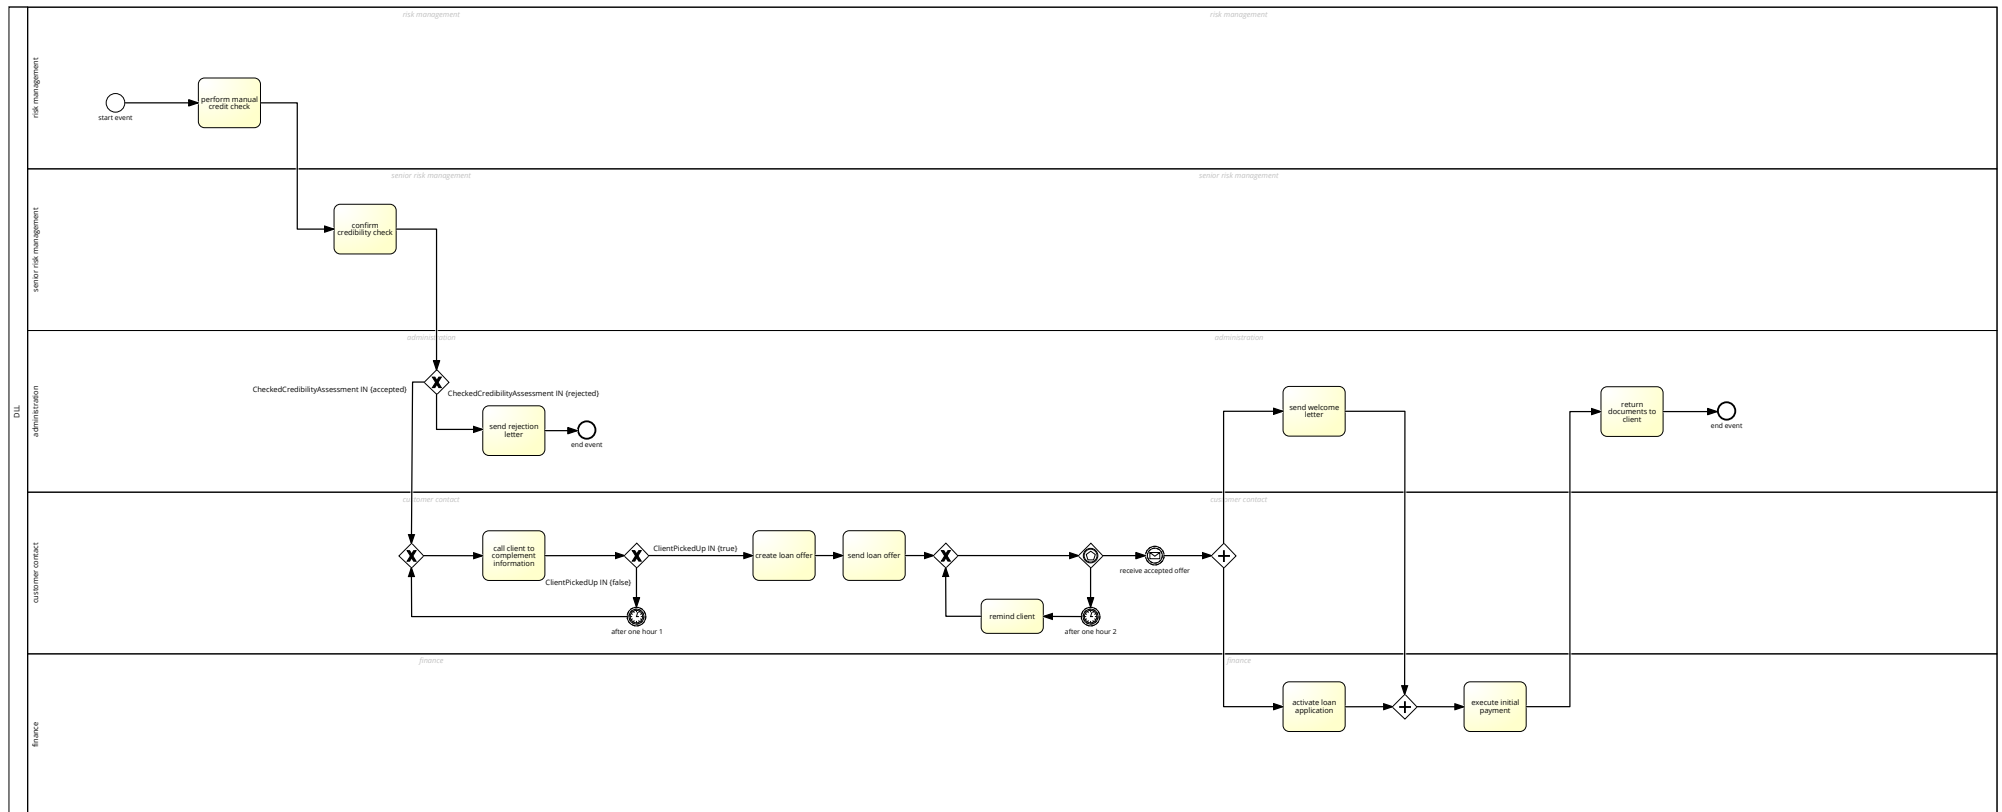 DLL
risk management
risk management
risk management
start event
perform manual
credit check
senior risk management
senior risk management
senior risk management
confirm
credibility check
administration
administration
administration
CheckedCredibilityAssessment IN {accepted}
CheckedCredibilityAssessment IN {rejected}
send rejection
letter
end event
send welcome
letter
return
documents to
client
end event
customer contact
customer contact
customer contact
call client to
complement
information
ClientPickedUp IN {true}
ClientPickedUp IN {false}
after one hour 1
create loan offer
send loan offer
remind client
after one hour 2
receive accepted offer
finance
finance
finance
activate loan
application
execute initial
payment